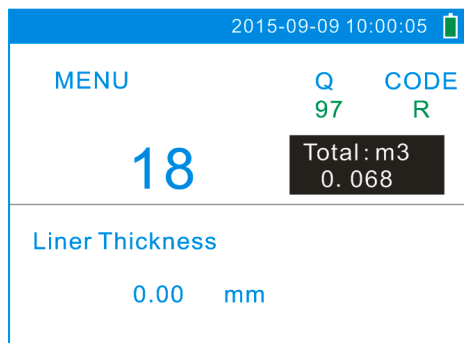 2015-09-09 10:00:05
MENU Q CODE
97 R
18
Total:m3
0.068
Liner Thickness
0.00 mm